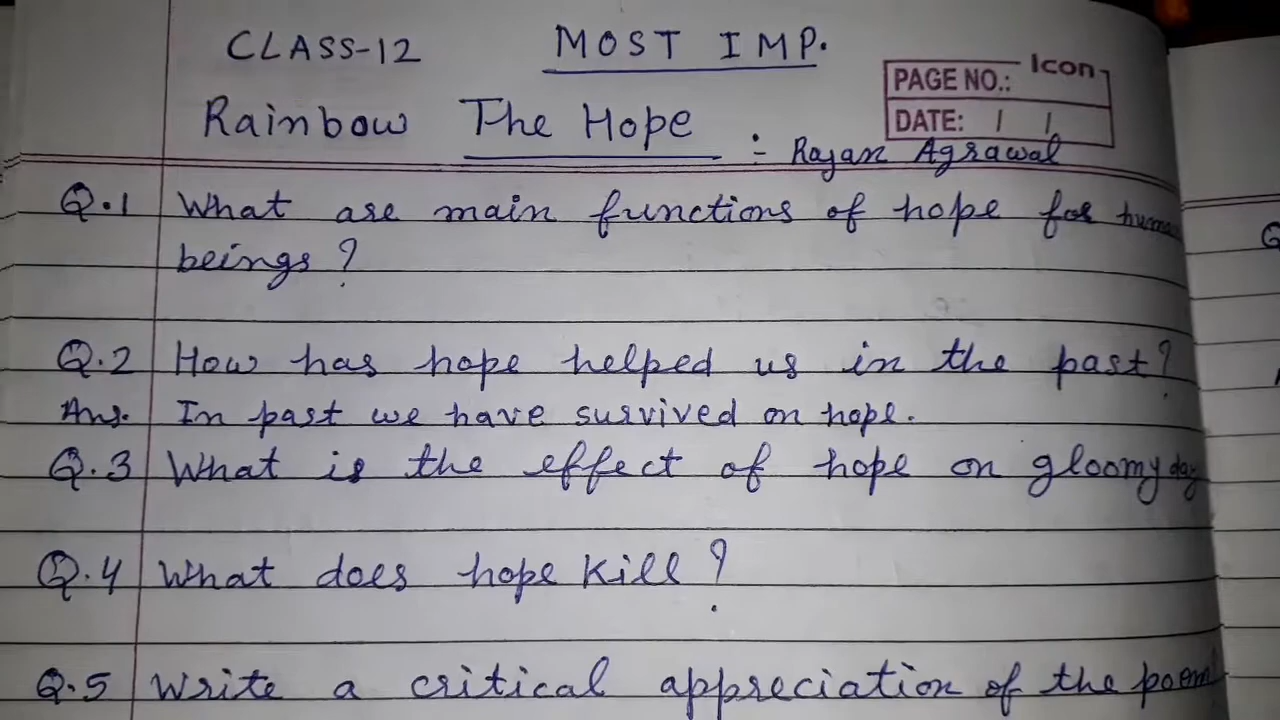 CLASS-12 MOST IMP.
Icon
PAGE NO.:
Rainbow The Hope
DATE: / /
:- Rajan Agrawal
Q.1 What are main functions of hope for human
beings?
Q.2 How has hope helped us in the past?
Ans. In past we have survived on hope.
Q.3 What is the effect of hope on gloomy day
Q.4 What does hope kill?
Q.5 Write a critical appreciation of the poem